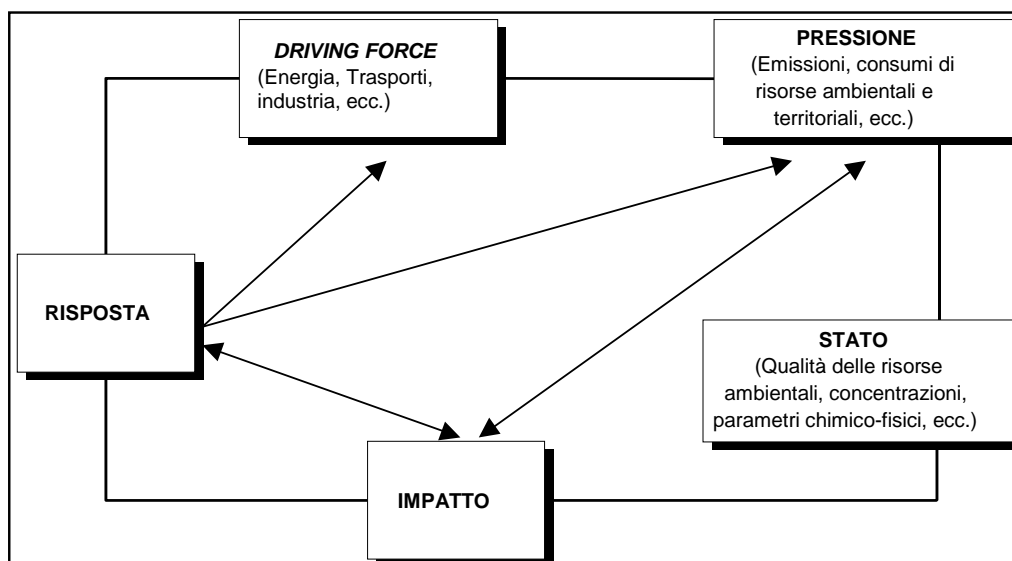 DRIVING FORCE
(Energia, Trasporti,
industria, ecc.)
PRESSIONE
(Emissioni, consumi di
risorse ambientali e
territoriali, ecc.)
RISPOSTA
STATO
(Qualità delle risorse
ambientali, concentrazioni,
parametri chimico-fisici, ecc.)
IMPATTO